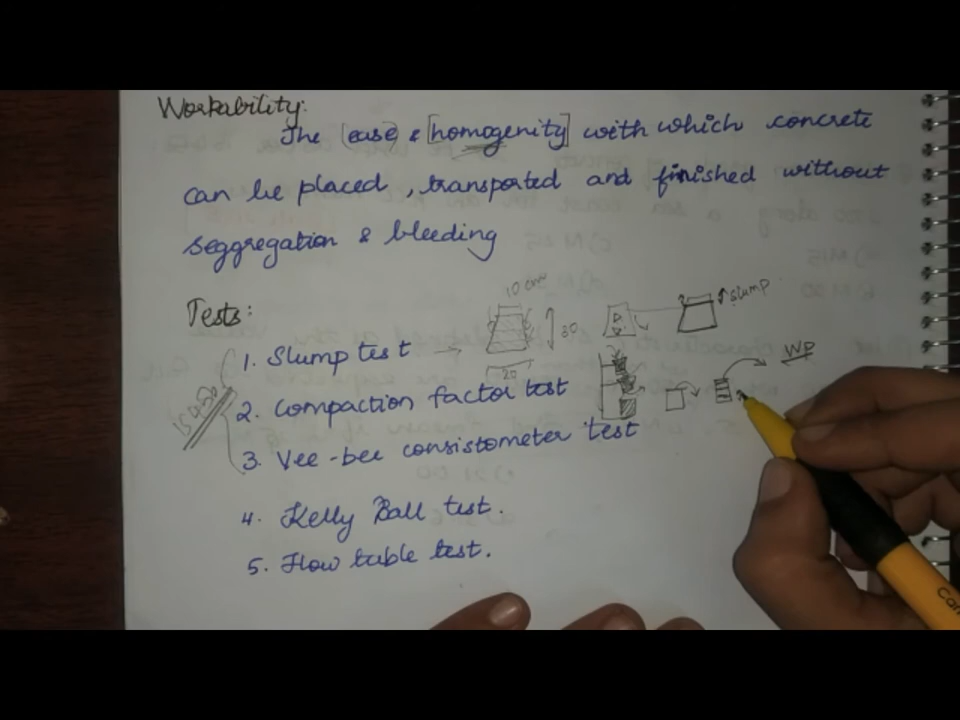 Workability:
The [ease] & [homogenity] with which concrete
can be placed, transported and finished without
seggregation & bleeding
Tests:
10 cm
30
20
slump
1. Slump test →
2. Compaction factor test
WP
3. Vee-bee consistometer test
4. Kelly Ball test.
5. Flow table test.